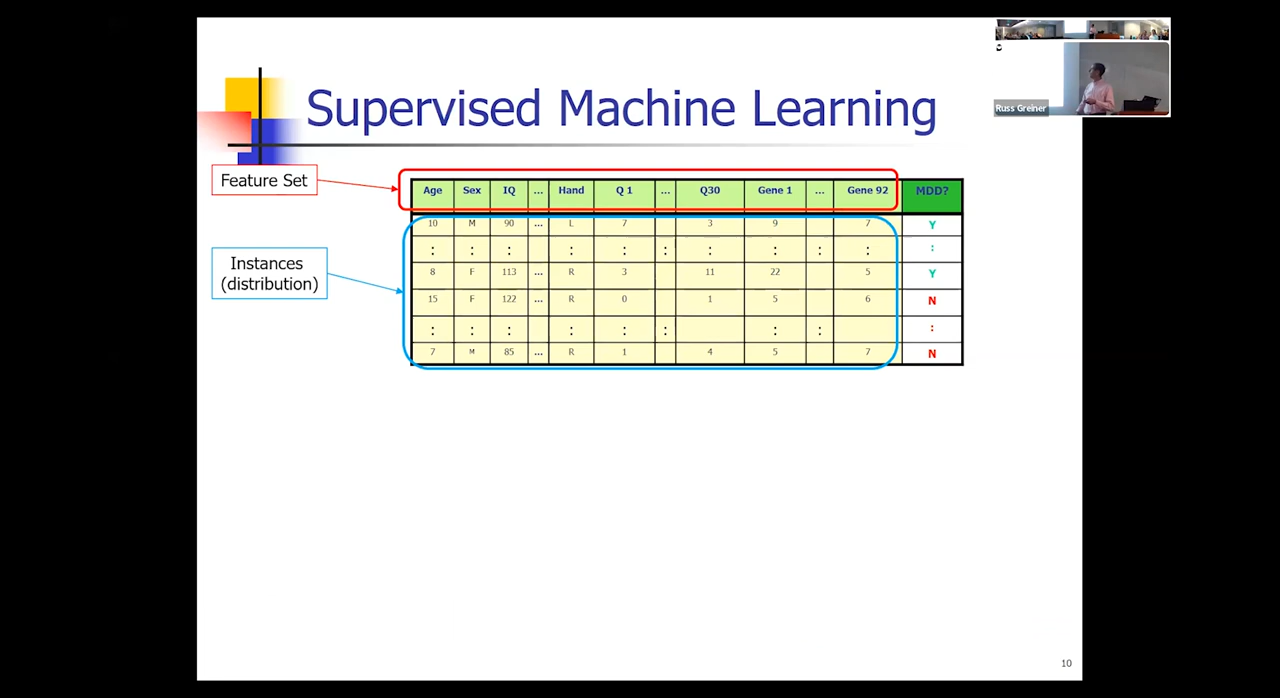 Supervised Machine Learning
Russ Greiner
Feature Set
Age Sex IQ ... Hand Q 1 ... Q30 Gene 1 ... Gene 92 MDD?
10 M 90 ... L 7 3 9 7 Y
: : : : : : : : : : :
Instances
(distribution)
8 F 113 ... R 3 11 22 5 Y
15 F 122 ... R 0 1 5 6 N
: : : : : : : : :
7 M 85 ... R 1 4 5 7 N
10